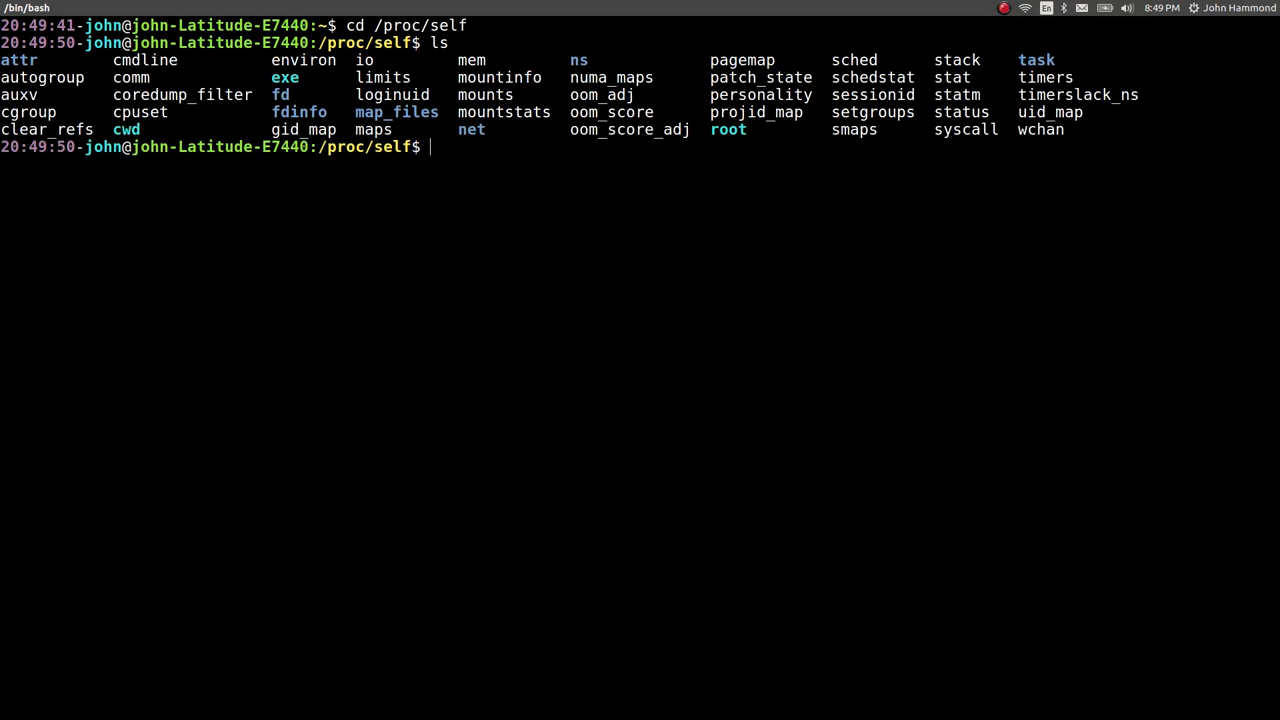 /bin/bash
En
8:49 PM
John Hammond
20:49:41-john@john-Latitude-E7440:~$ cd /proc/self
20:49:50-john@john-Latitude-E7440:/proc/self$ ls
attr cmdline environ io mem ns pagemap sched stack task
autogroup comm exe limits mountinfo numa_maps patch_state schedstat stat timers
auxv coredump_filter fd loginuid mounts oom_adj personality sessionid statm timerslack_ns
cgroup cpuset fdinfo map_files mountstats oom_score projid_map setgroups status uid_map
clear_refs cwd gid_map maps net oom_score_adj root smaps syscall wchan
20:49:50-john@john-Latitude-E7440:/proc/self$